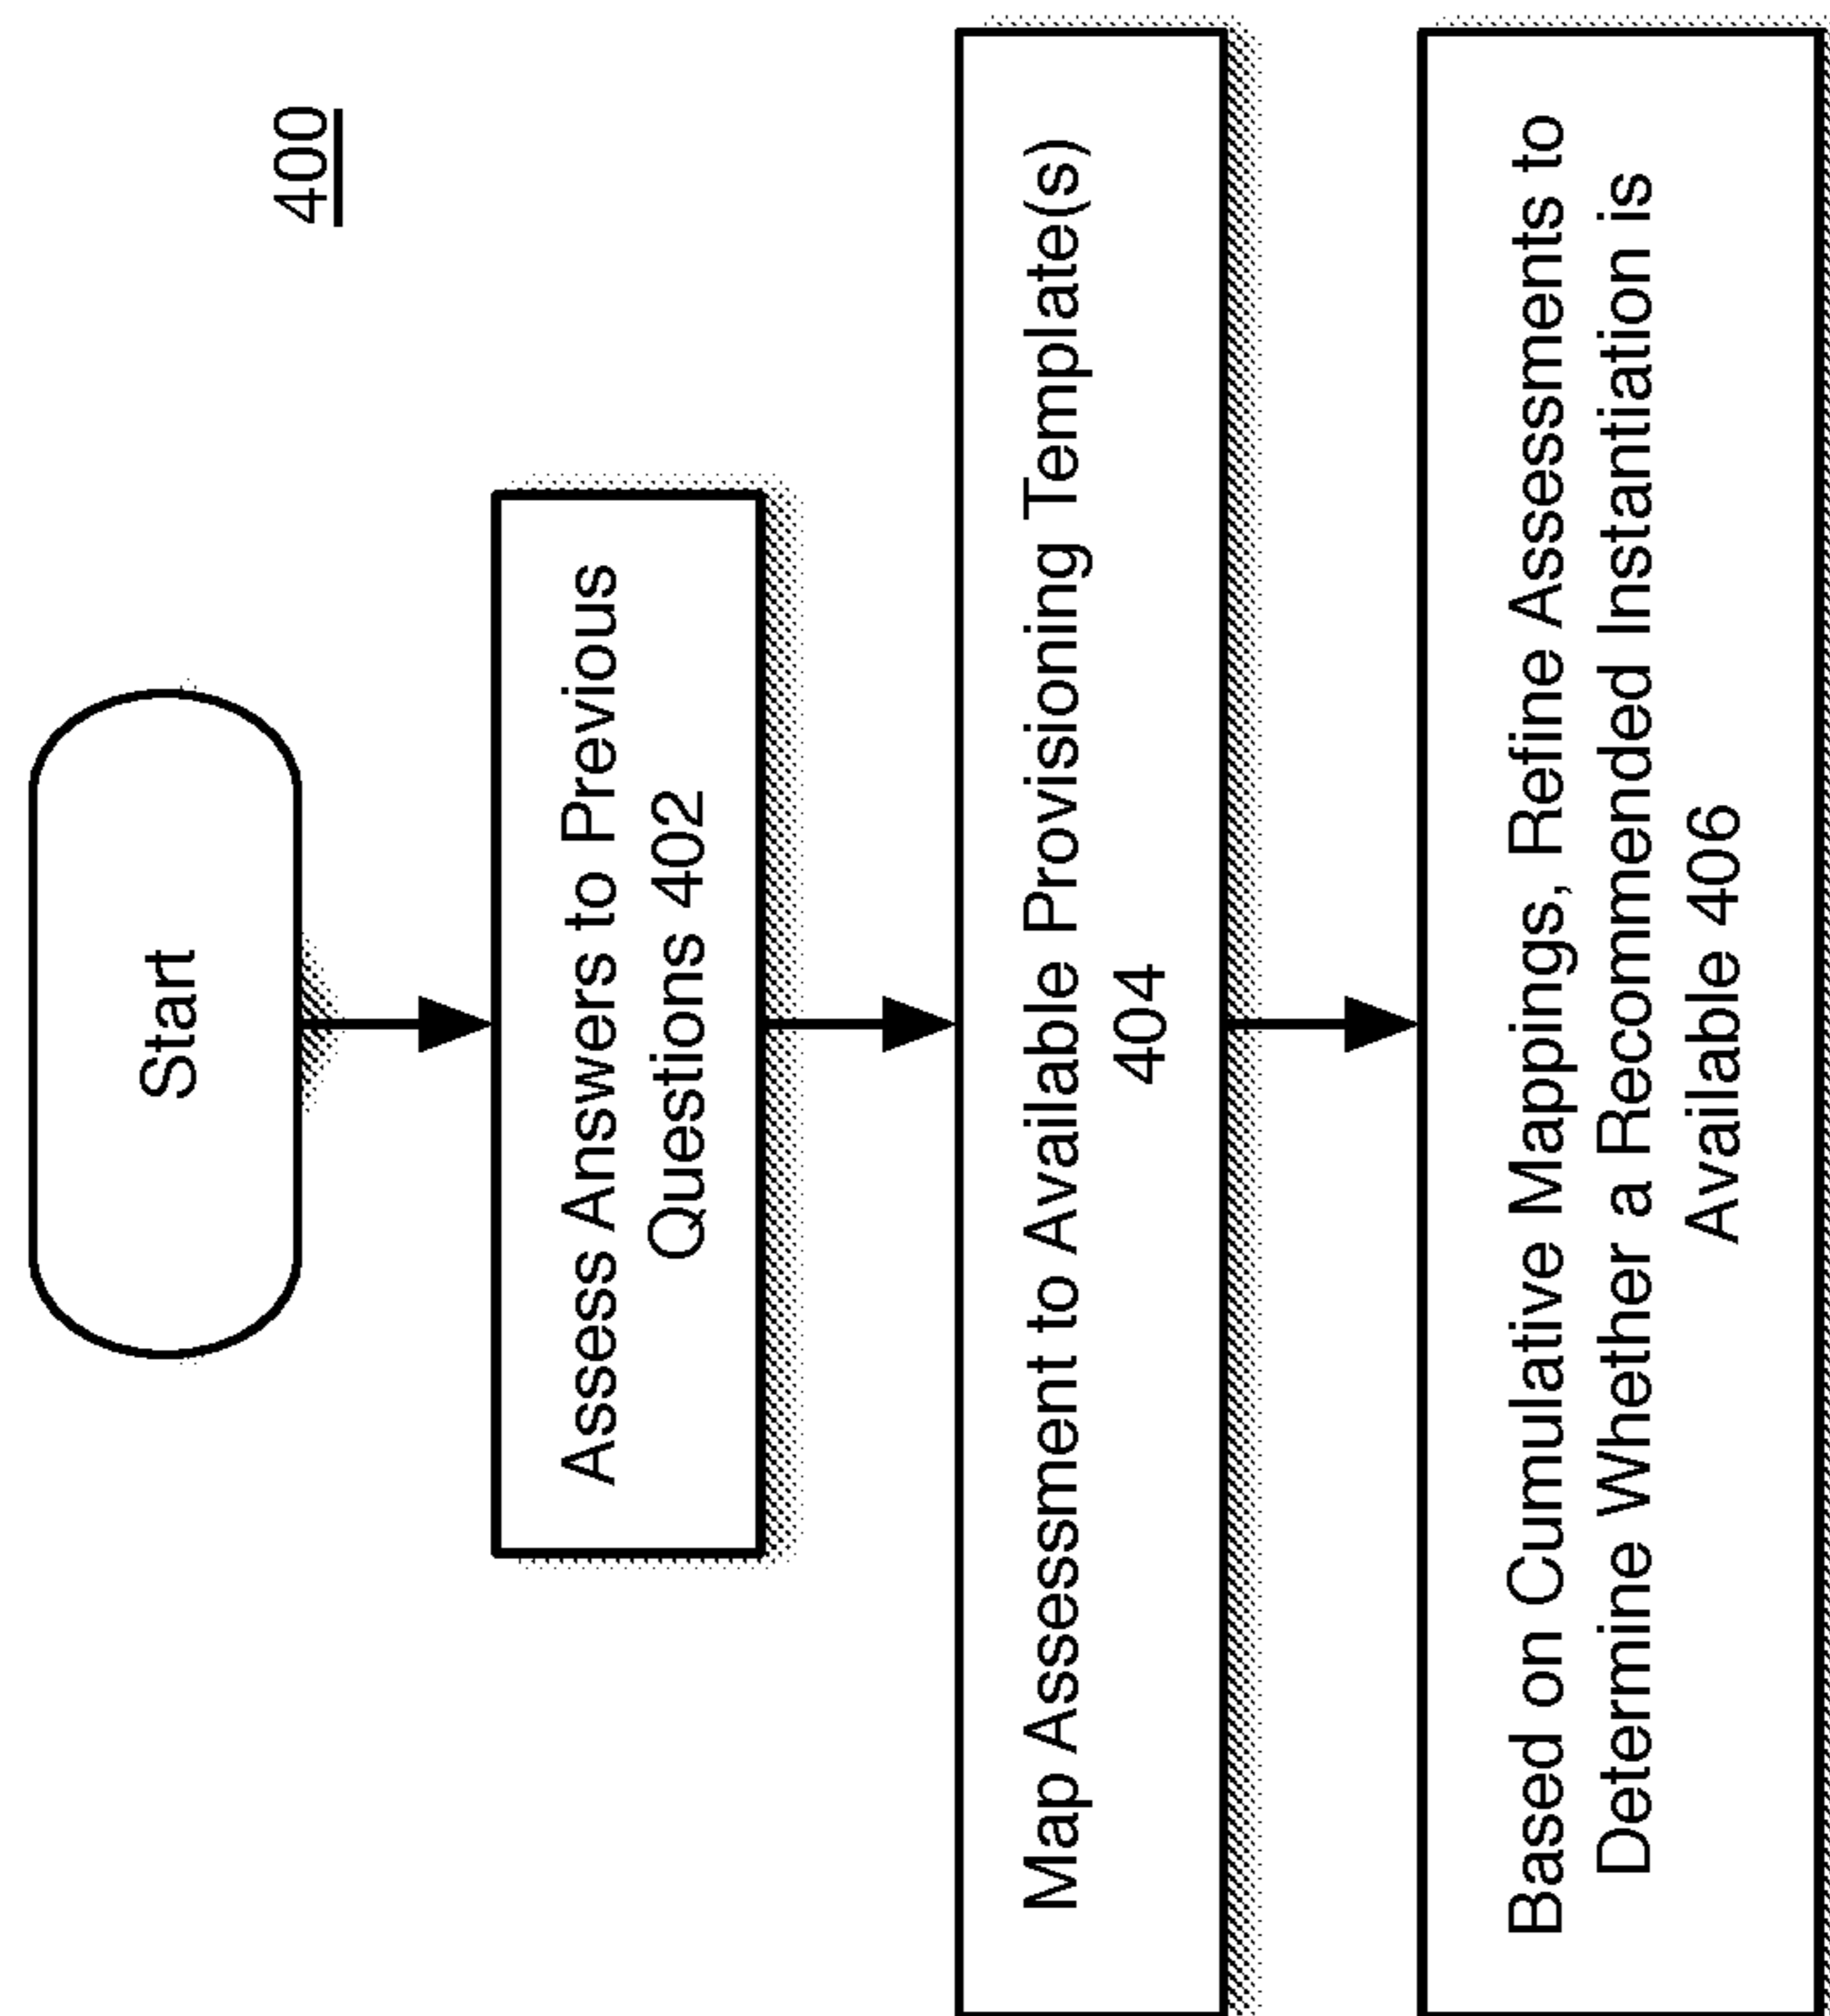 400
Start
Assess Answers to Previous
Questions 402
Map Assessment to Available Provisioning Template(s)
404
Based on Cumulative Mappings, Refine Assessments to
Determine Whether a Recommended Instantiation is
Available 406